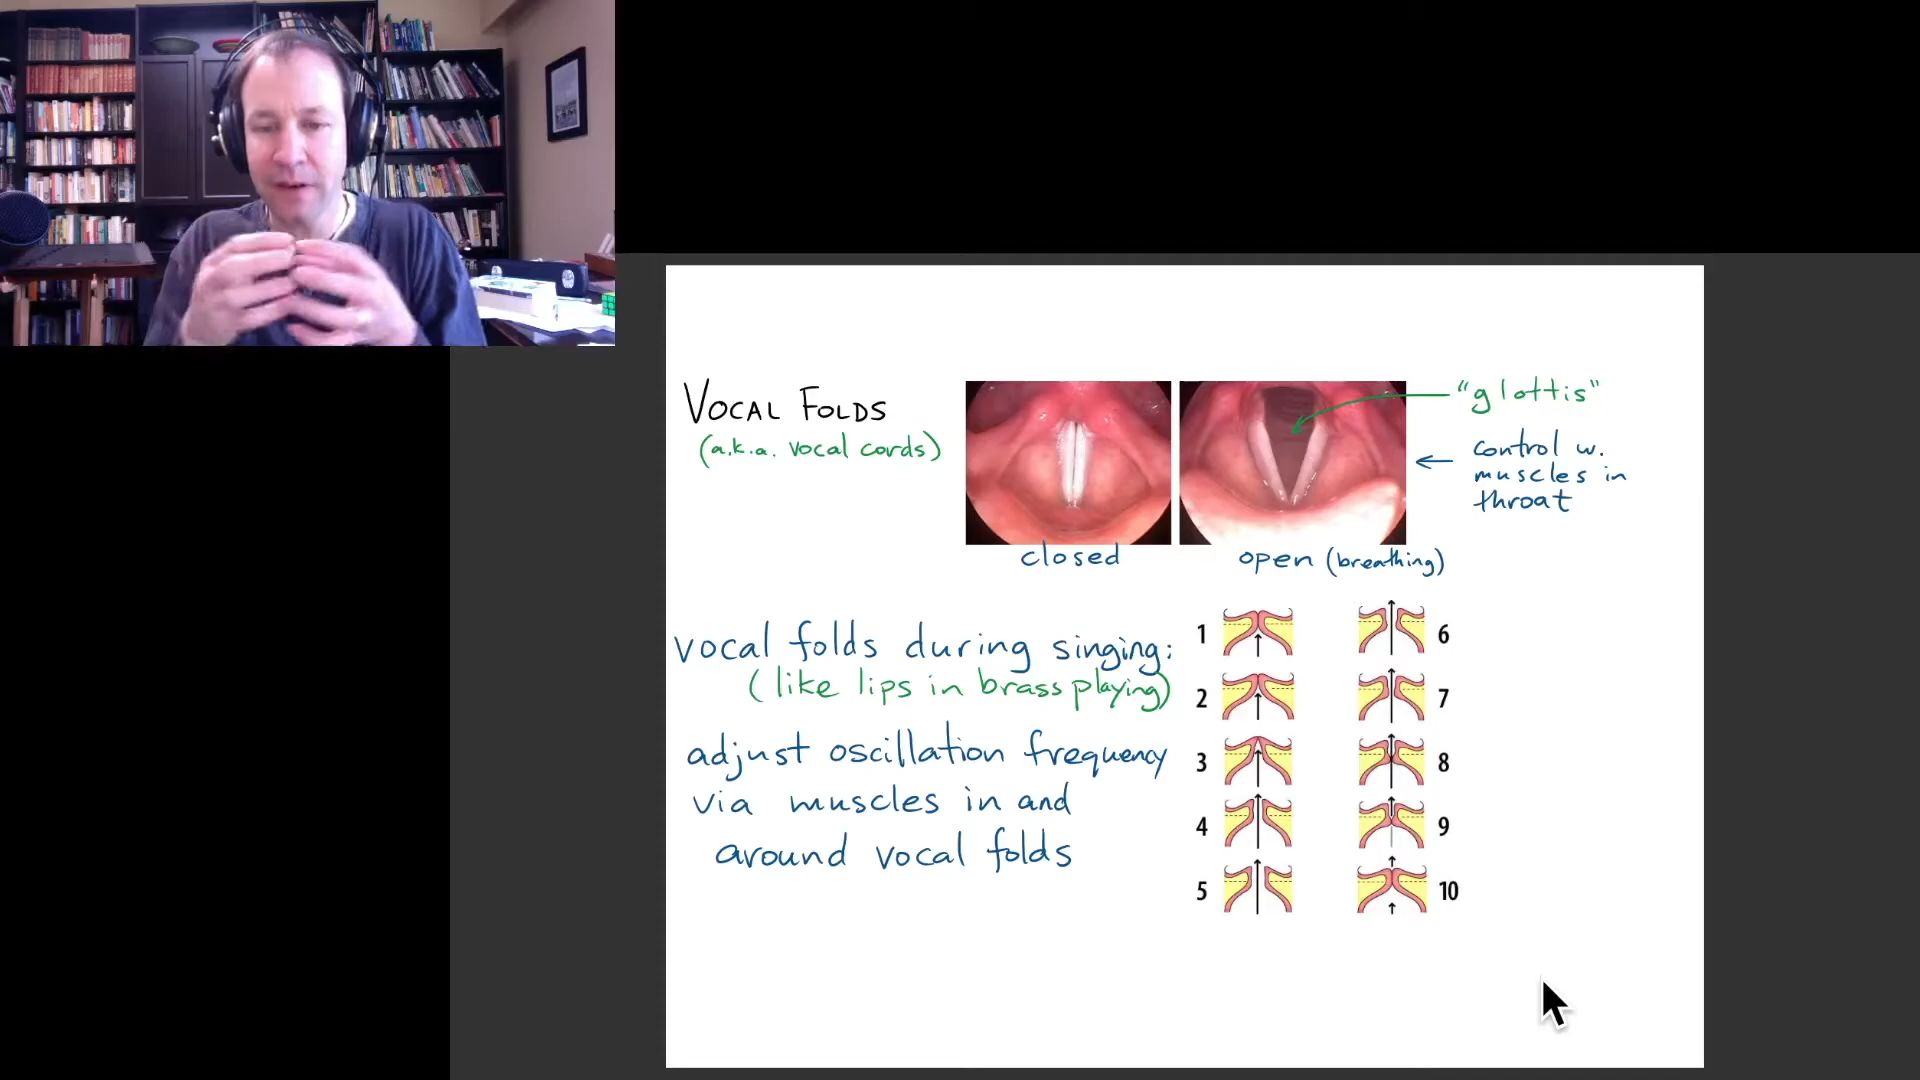 VOCAL FOLDS
(a.k.a. vocal cords)
"glottis"
control w.
muscles in
throat
closed
open (breathing)
vocal folds during singing:
(like lips in brass playing)
adjust oscillation frequency
via muscles in and
around vocal folds
1
6
2
7
3
8
4
9
5
10